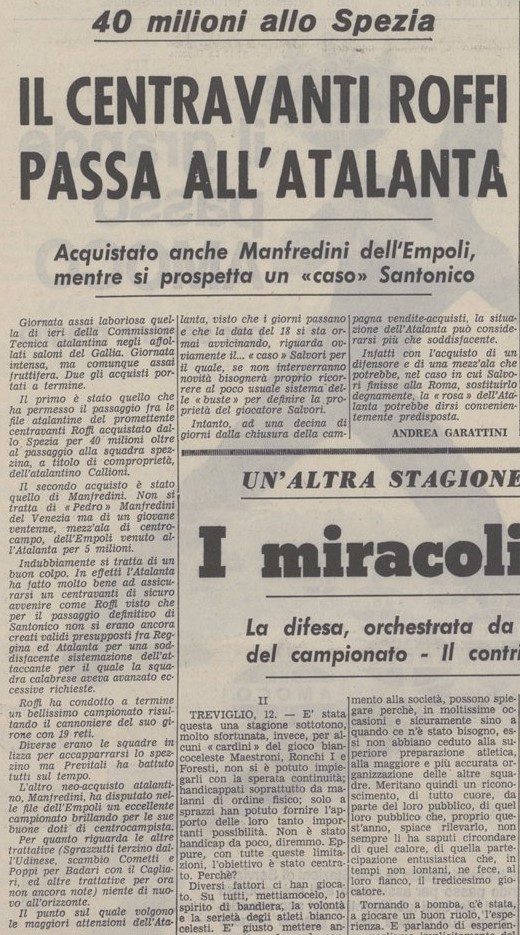 40 milioni allo Spezia
IL CENTRAVANTI ROFFI
PASSA ALL'ATALANTA
Acquistato anche Manfredini dell'Empoli,
mentre si prospetta un «caso» Santonico
Giornata assai laboriosa quel-
la di ieri della Commissione
Tecnica atalantina negli affol-
lati saloni del Gallia. Giornata
intensa, ma comunque assai
fruttifera. Due gli acquisti por-
tati a termine.
Il primo è stato quello che
ha permesso il passaggio fra le
file atalantine del promettente
centravanti Roffi acquistato dal-
lo Spezia per 40 milioni oltre
al passaggio alla squadra spez-
zina, a titolo di comproprietà,
dell'atalantino Callioni.
Il secondo acquisto è stato
quello di Manfredini. Non si
tratta di «Pedro» Manfredini
del Venezia ma di un giovane
ventenne, mezz'ala di centro-
campo, dell'Empoli venuto al-
l'Atalanta per 5 milioni.
Indubbiamente si tratta di un
buon colpo. In effetti l'Atalanta
ha fatto molto bene ad assicu-
rarsi un centravanti di sicuro
avvenire come Roffi visto che
per il passaggio definitivo di
Santonico non si erano ancora
creati validi presupposti fra Reg-
gina ed Atalanta per una sod-
disfacente sistemazione dell'at-
taccante per il quale la squa-
dra calabrese aveva avanzato ec-
cessive richieste.
Roffi ha condotto a termine
un bellissimo campionato risul-
tando il cannoniere del suo gi-
rone con 19 reti.
Diverse erano le squadre in
lizza per accapparrarsi lo spez-
zino ma Previtali ha battuto
tutti sul tempo.
L'altro neo-acquisto atalanti-
no, Manfredini, ha disputato nel-
le file dell'Empoli un eccellente
campionato brillando per le sue
buone doti di centrocampista.
Per quanto riguarda le altre
trattative (Sgrazzutti terzino dal-
l'Udinese, scambio Cometti e
Poppi per Badari con il Caglia-
ri, ed altre trattative per ora
non ancora note) niente di nuo-
vo all'orizzonte.
Il punto sul quale volgono
le maggiori attenzioni dell'Ata-
lanta, visto che i giorni passano
e che la data del 18 si sta or-
mai avvicinando, riguarda ov-
viamente il... «caso» Salvori per
il quale, se non interverranno
novità bisognerà proprio ricor-
rere al poco usuale sistema del-
le «buste» per definire la pro-
prietà del giocatore Salvori.
Intanto, ad una decina di
giorni dalla chiusura della cam-
pagna vendite-acquisti, la situa-
zione dell'Atalanta può conside-
rarsi più che soddisfacente.
Infatti con l'acquisto di un
difensore e di una mezz'ala che
potrebbe, nel caso in cui Salvo-
ri finisse alla Roma, sostituirlo
degnamente, la «rosa» dell'Ata-
lanta potrebbe dirsi convenien-
temente predisposta.
ANDREA GARATTINI
UN'ALTRA STAGIONE
I miracoli
La difesa, orchestrata da
del campionato - Il contri
II
TREVIGLIO, 12. — E' stata
questa una stagione sottotono,
molto sfortunata, invece, per al-
cuni «cardini» del gioco bian-
coceleste Maestroni, Ronchi I e
Foresti, non si è potuto impie-
garli con la sperata continuità;
handicappati soprattutto da ma-
lanni di ordine fisico; solo a
sprazzi han potuto fornire l'ap-
porto delle loro tanto impor-
tanti possibilità. Non è stato
handicap da poco, diremmo. Ep-
pure, con tutte queste limita-
zioni, l'obiettivo è stato centra-
to. Perchè?
Diversi fattori ci han gioca-
to. Su tutti, mettiamocelo, lo
spirito di bandiera, la volontà
e la serietà degli atleti bianco-
celesti. E' giusto mettere an-
mento alla società, possono spie-
gare perchè, in moltissime oc-
casioni e sicuramente sino a
quando ce n'è stato bisogno, es-
si non abbiano ceduto alla su-
periore preparazione atletica,
alla maggiore e più accurata or-
ganizzazione delle altre squa-
dre. Meritano quindi un ricono-
scimento, di tutto cuore, da
parte del loro pubblico, di quel
loro pubblico che, proprio que-
st'anno, spiace rilevarlo, non
sempre li ha saputi circondare
di quel calore, di quella parte-
cipazione entusiastica che, in
tempi non lontani, ne fece, al
loro fianco, il tredicesimo gio-
catore.
Tornando a bomba, c'è stata,
a giocare un buon ruolo, l'espe-
rienza. E parlando di esperien-